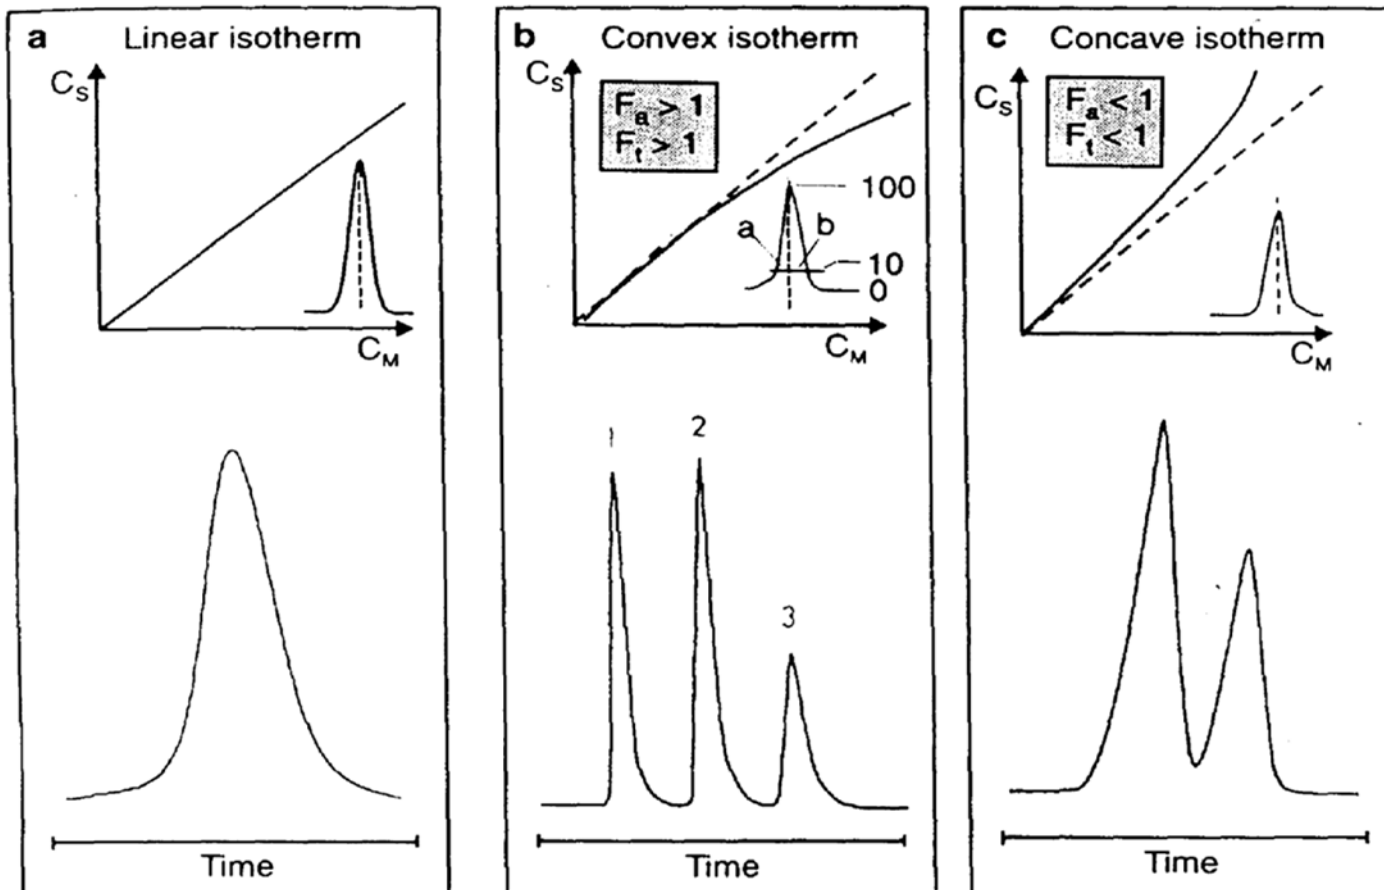 a Linear isotherm
C_S
C_M
Time
b Convex isotherm
C_S
F_a > 1
F_t > 1
100
a b
10
0
C_M
1 2
3
Time
c Concave isotherm
C_S
F_a < 1
F_t < 1
C_M
Time